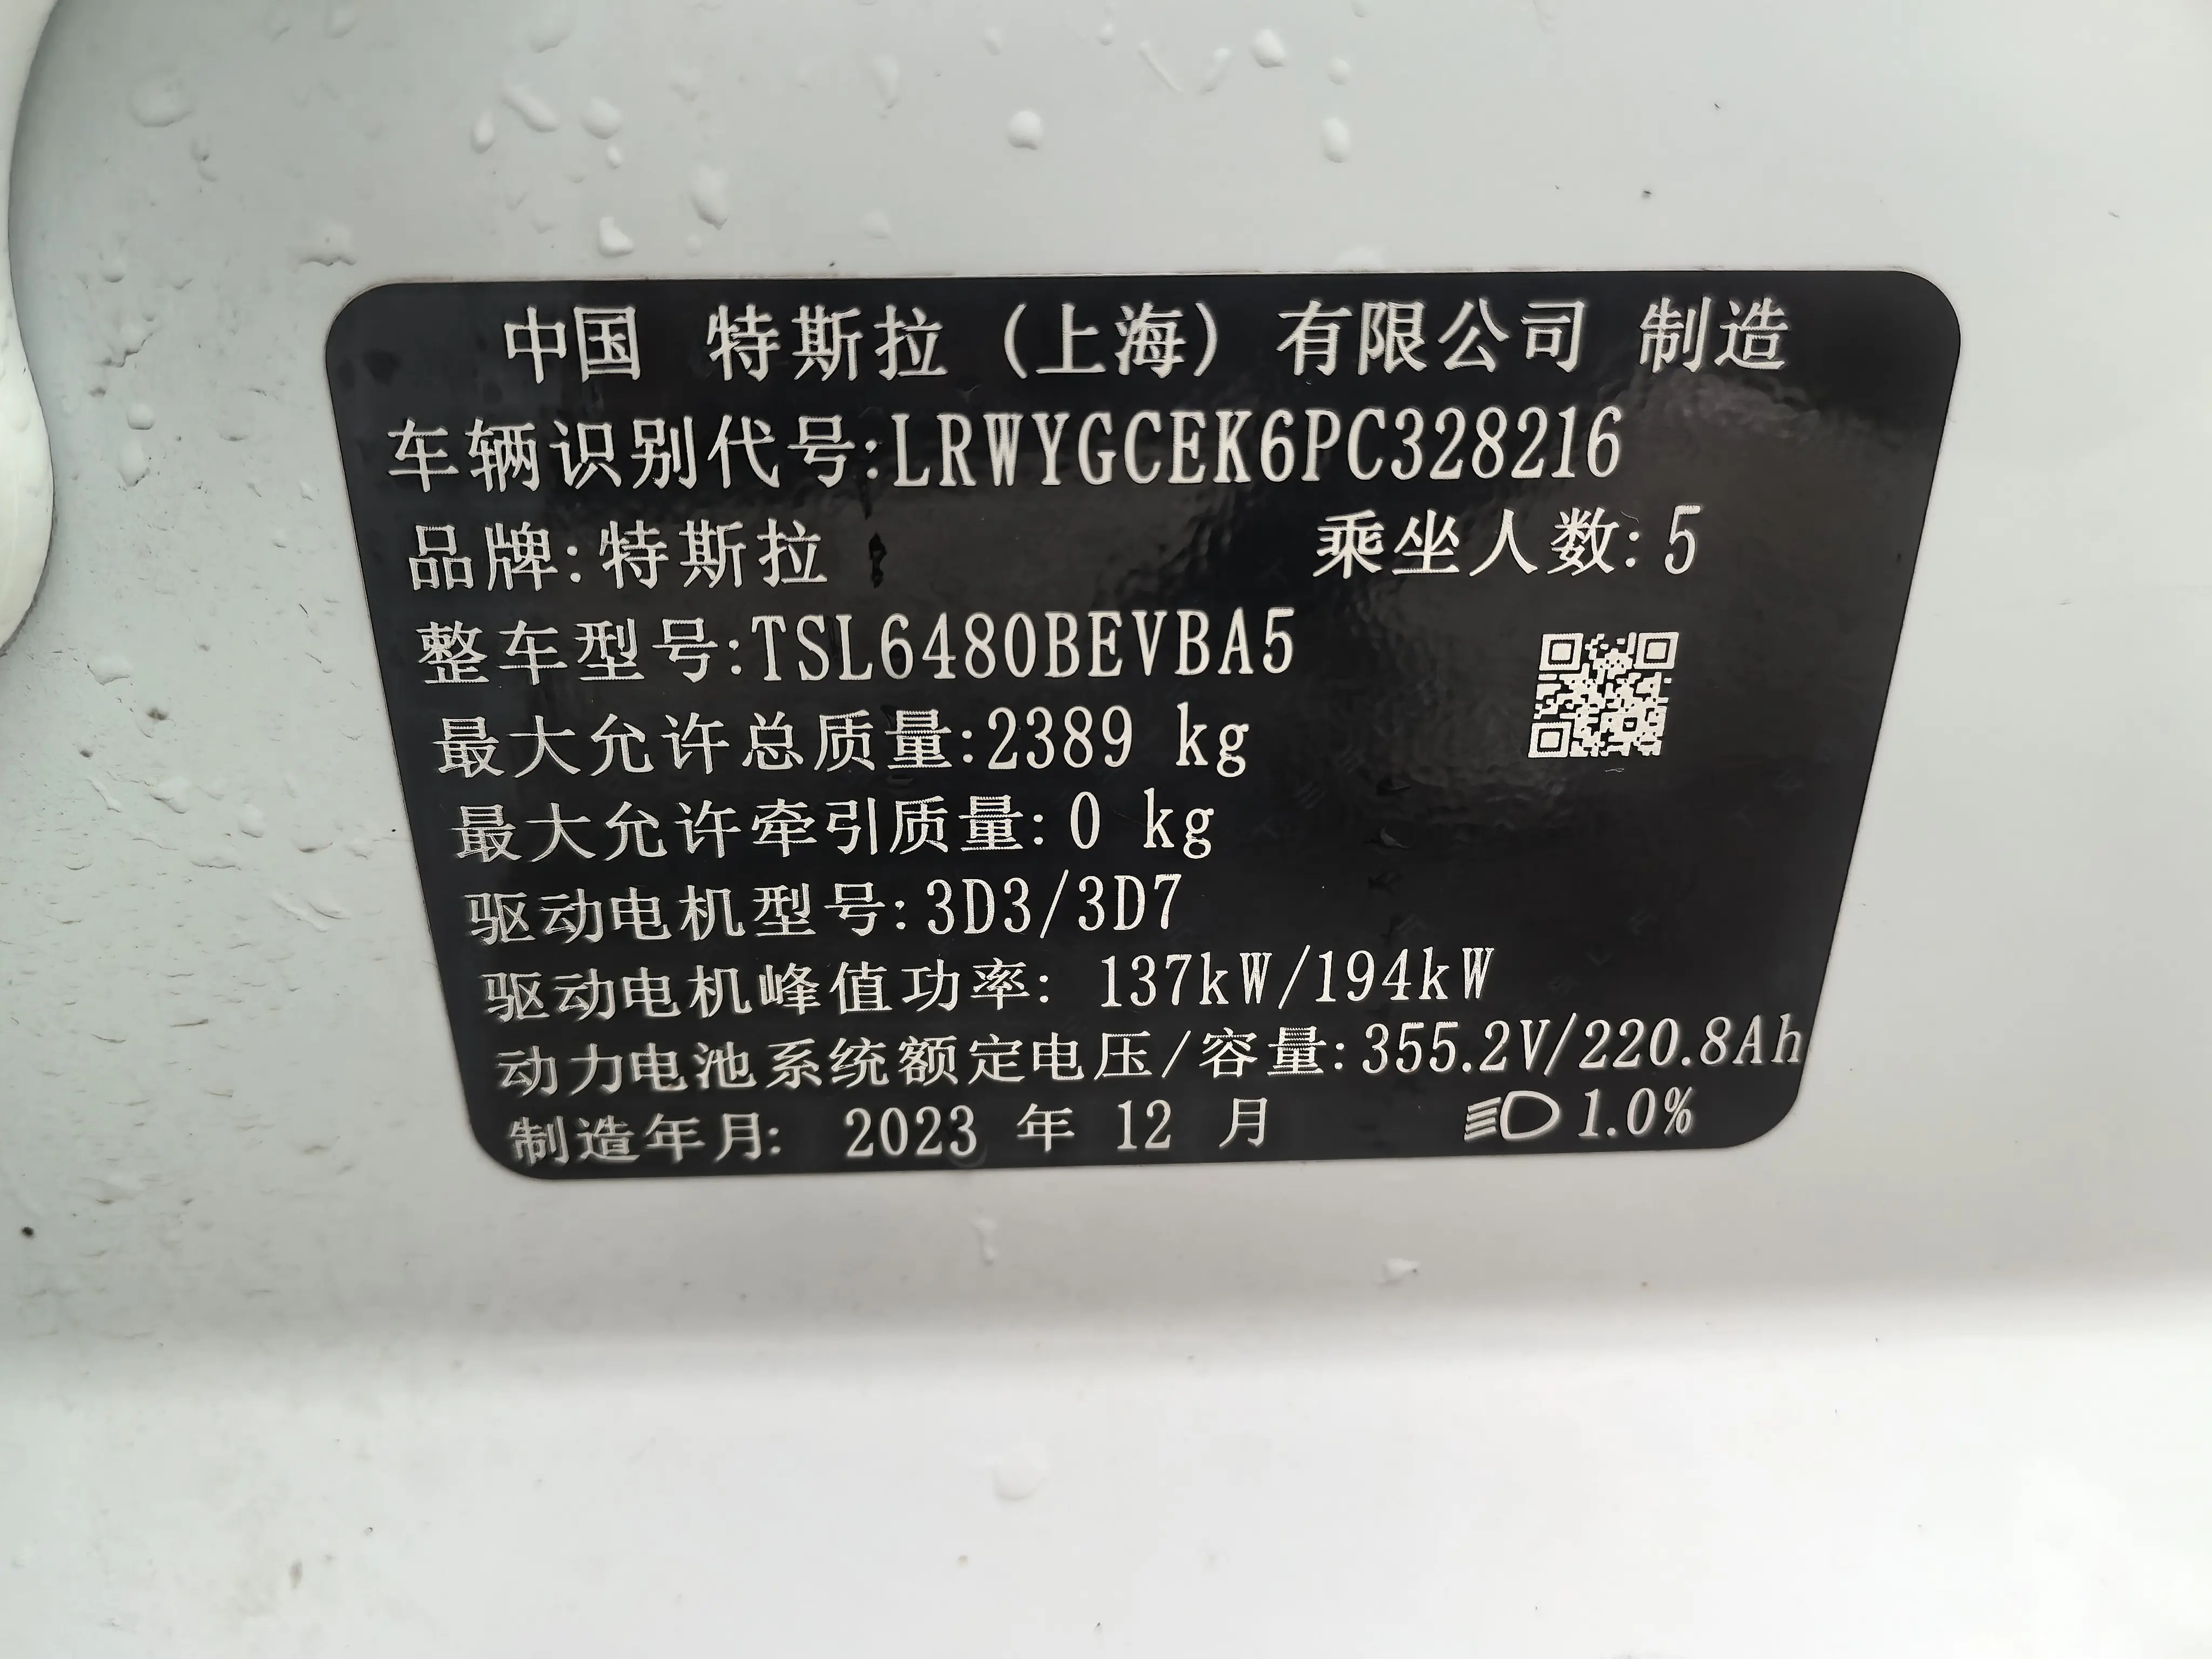 中国 特斯拉(上海)有限公司 制造
车辆识别代号:LRWYGCEK6PC328216
品牌:特斯拉 乘坐人数:5
整车型号:TSL6480BEVBA5
最大允许总质量:2389 kg
最大允许牵引质量:0 kg
驱动电机型号:3D3/3D7
驱动电机峰值功率: 137kW/194kW
动力电池系统额定电压/容量:355.2V/220.8Ah
制造年月: 2023 年 12 月 1.0%